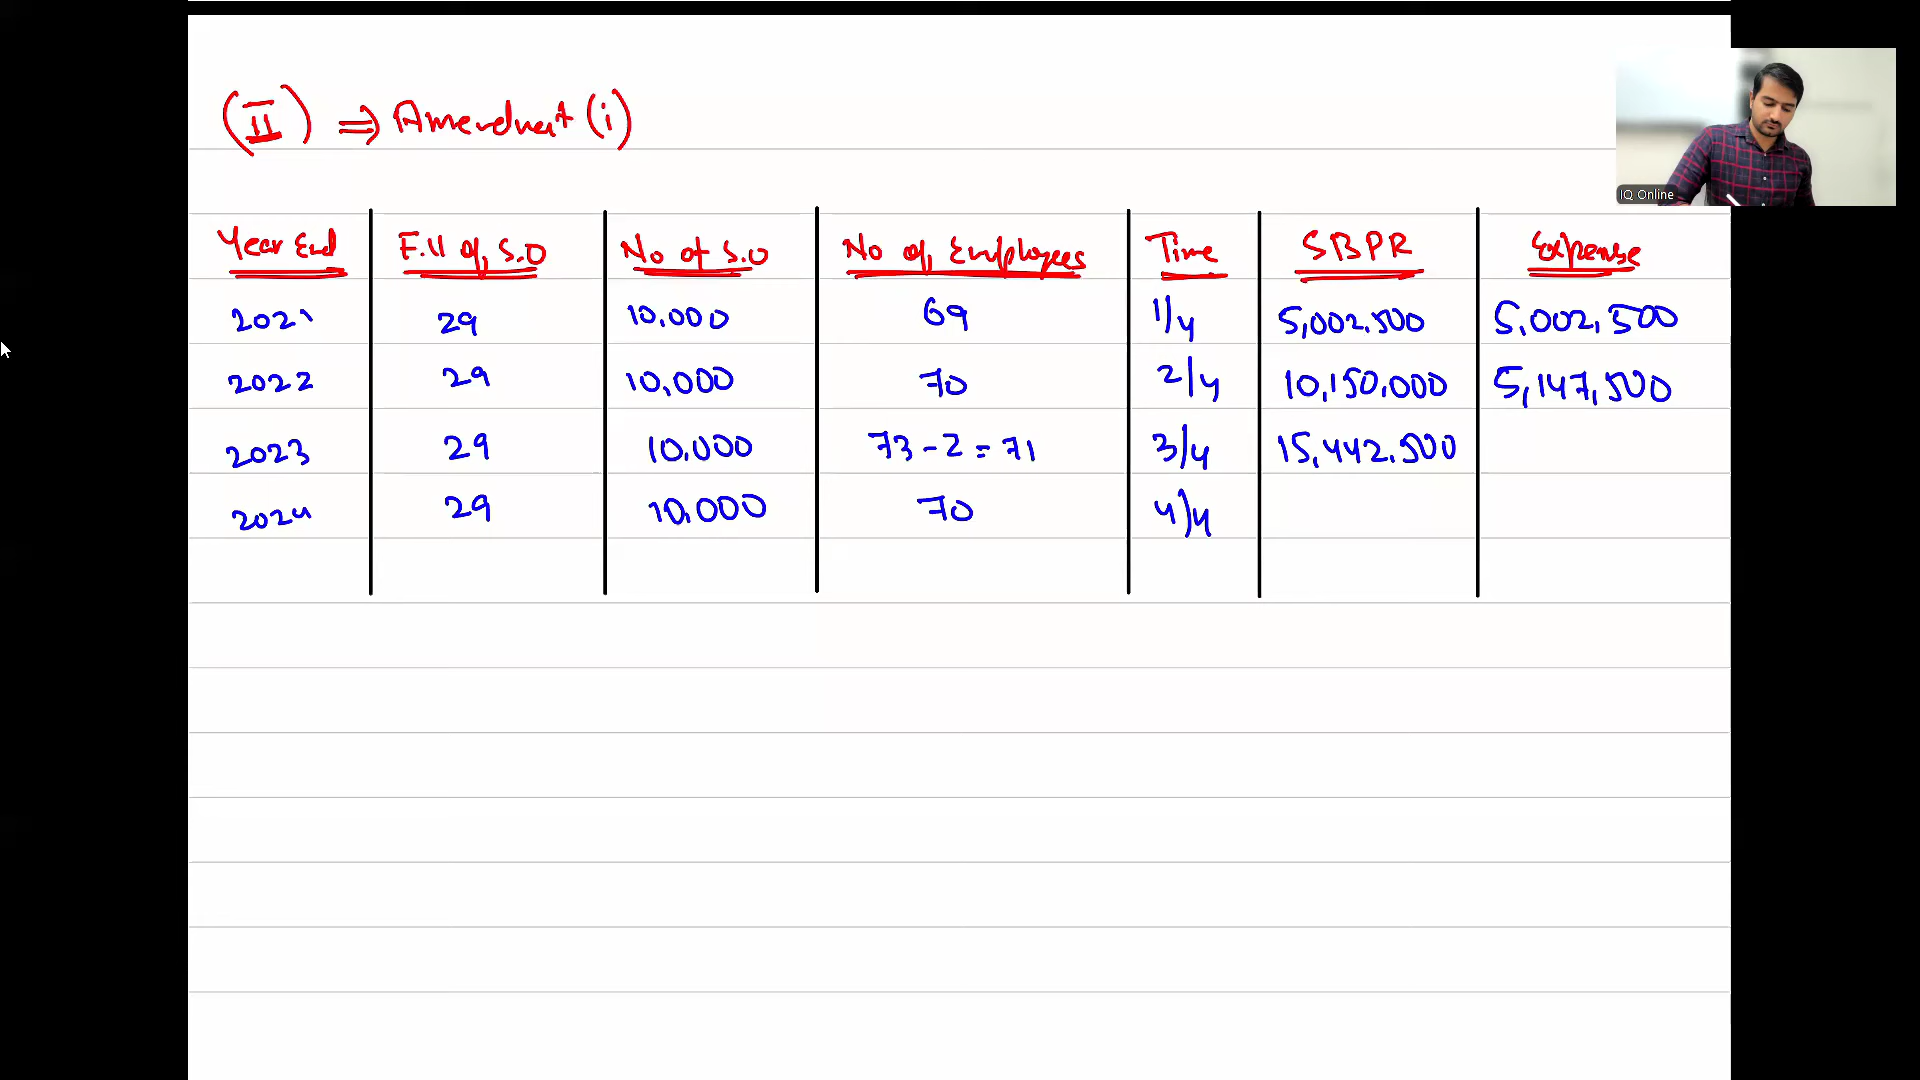 (II) ⇒ Amendment (i)
IQ Online
Year End F.V of S.O No of S.O No of Employees Time SBPR Expense
2021 29 10,000 69 1/4 5,002,500 5,002,500
2022 29 10,000 70 2/4 10,150,000 5,147,500
2023 29 10,000 73 - 2 = 71 3/4 15,442,500
2024 29 10,000 70 4/4